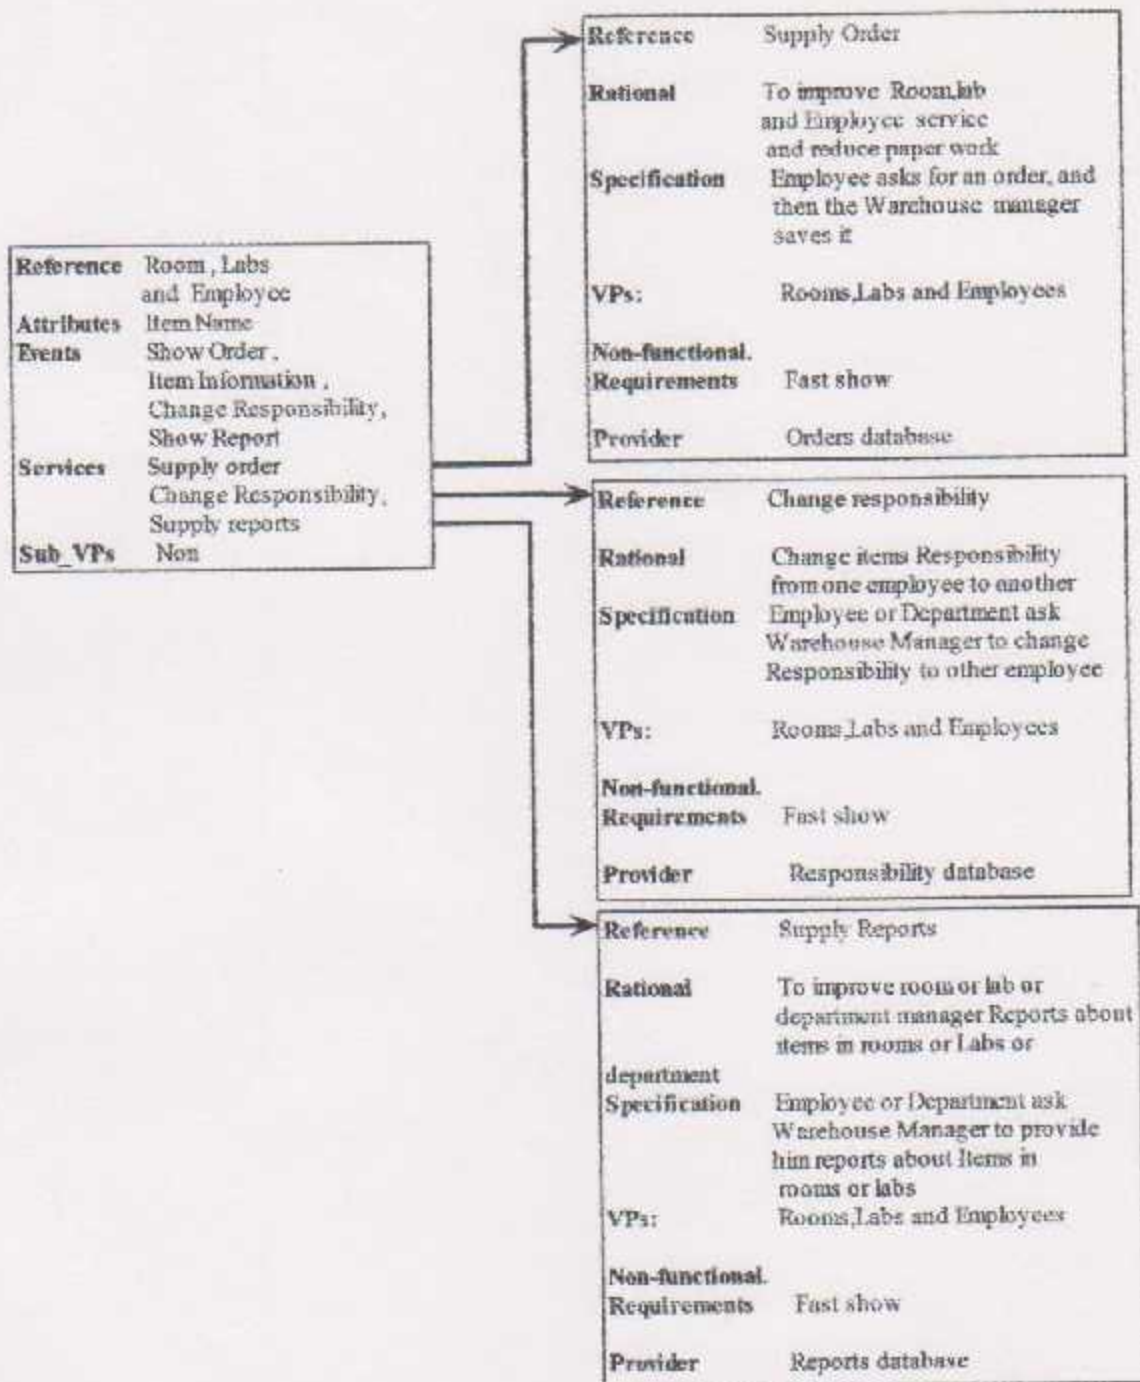 Reference Room, Labs
and Employee
Attributes Item Name
Events Show Order,
Item Information,
Change Responsibility,
Show Report
Services Supply order
Change Responsibility,
Supply reports
Sub_VPs Non
Reference Supply Order
Rational To improve Room,lab
and Employee service
and reduce paper work
Specification Employee asks for an order, and
then the Warehouse manager
saves it
VPs: Rooms,Labs and Employees
Non-functional.
Requirements Fast show
Provider Orders database
Reference Change responsibility
Rational Change items Responsibility
from one employee to another
Specification Employee or Department ask
Warehouse Manager to change
Responsibility to other employee
VPs: Rooms,Labs and Employees
Non-functional.
Requirements Fast show
Provider Responsibility database
Reference Supply Reports
Rational To improve room or lab or
department manager Reports about
items in rooms or Labs or
department
Specification Employee or Department ask
Warehouse Manager to provide
him reports about Items in
rooms or labs
VPs: Rooms,Labs and Employees
Non-functional.
Requirements Fast show
Provider Reports database